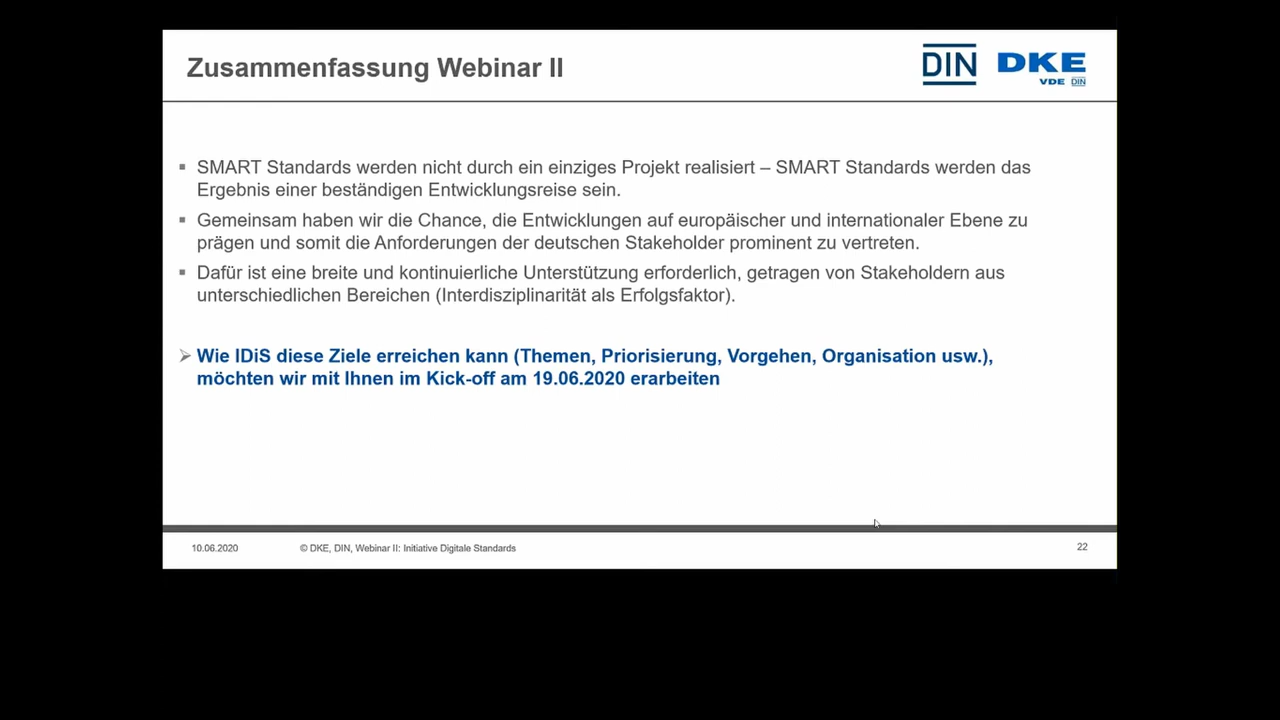 Zusammenfassung Webinar II
DIN
DKE
VDE DIN
▪ SMART Standards werden nicht durch ein einziges Projekt realisiert – SMART Standards werden das
Ergebnis einer beständigen Entwicklungsreise sein.
▪ Gemeinsam haben wir die Chance, die Entwicklungen auf europäischer und internationaler Ebene zu
prägen und somit die Anforderungen der deutschen Stakeholder prominent zu vertreten.
▪ Dafür ist eine breite und kontinuierliche Unterstützung erforderlich, getragen von Stakeholdern aus
unterschiedlichen Bereichen (Interdisziplinarität als Erfolgsfaktor).
➢ Wie IDiS diese Ziele erreichen kann (Themen, Priorisierung, Vorgehen, Organisation usw.),
möchten wir mit Ihnen im Kick-off am 19.06.2020 erarbeiten
10.06.2020
© DKE, DIN, Webinar II: Initiative Digitale Standards
22